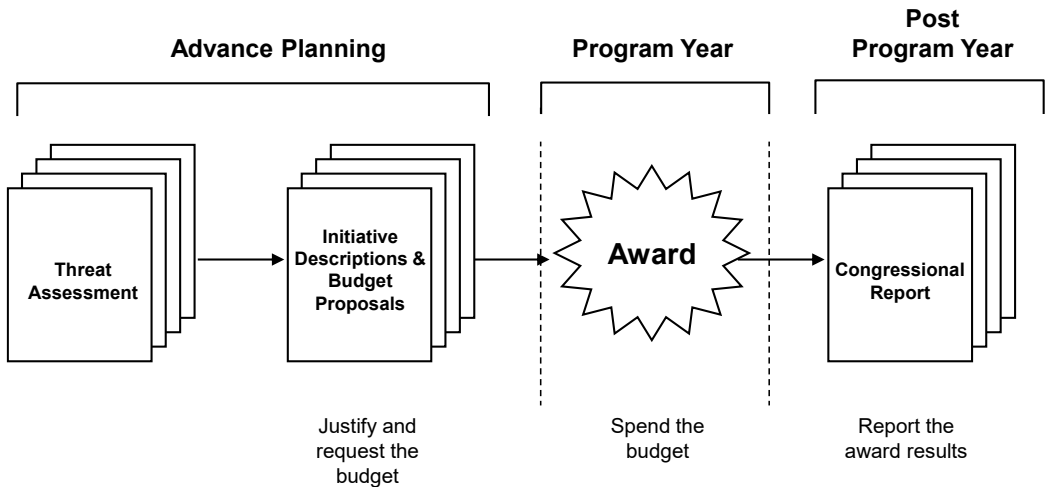 Advance Planning
Program Year
Post
Program Year
Threat
Assessment
Initiative
Descriptions &
Budget
Proposals
Award
Congressional
Report
Justify and
request the
budget
Spend the
budget
Report the
award results